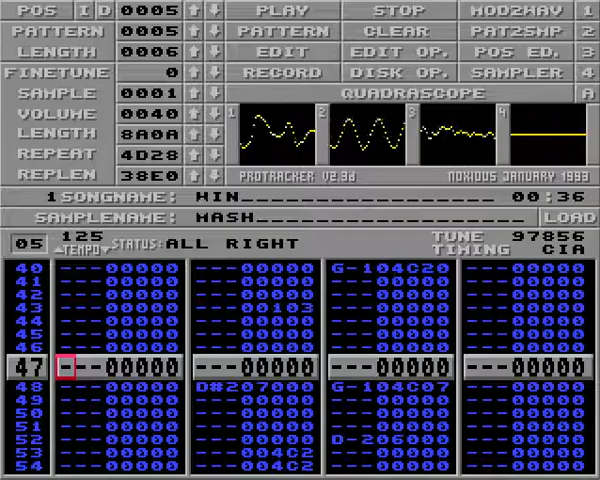 POS I D 0005 PLAY STOP MOD2WAV 1
PATTERN 0005 PATTERN CLEAR PAT2SMP 2
LENGTH 0006 EDIT EDIT OP. POS ED. 3
FINETUNE 0 RECORD DISK OP. SAMPLER 4
SAMPLE 0001 QUADRASCOPE A
VOLUME 0040 1 2 3 4
LENGTH 8A0A
REPEAT 4D28
REPLEN 38E0 PROTRACKER V2.3D NOXIOUS JANUARY 1993
1 SONGNAME: WIN_ 00:36
SAMPLENAME: WASH_ LOAD
05 125 TEMPO STATUS: ALL RIGHT TUNE 97856
TIMING CIA
40 ---00000 ---00000 G-104C20 ---00000
41 ---00000 ---00000 ---00000 ---00000
42 ---00000 ---00000 ---00000 ---00000
43 ---00000 ---08103 ---00000 ---00000
44 ---00000 ---00000 ---00000 ---00000
45 ---00000 ---00000 ---00000 ---00000
46 ---00000 ---00000 ---00000 ---00000
47 ---00000 ---00000 ---00000 ---00000
48 ---00000 D#207000 G-104C07 ---00000
49 ---00000 ---00000 ---00000 ---00000
50 ---00000 ---00000 ---00000 ---00000
51 ---00000 ---00000 ---00000 ---00000
52 ---00000 ---00000 D-206000 ---00000
53 ---00000 ---004C2 ---00000 ---00000
54 ---00000 ---004C2 ---00000 ---00000